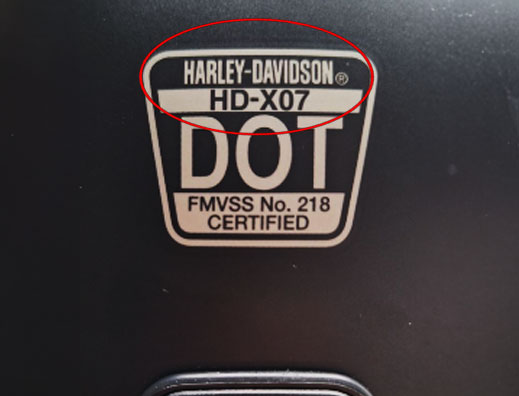 HARLEY-DAVIDSON®
HD-X07
DOT
FMVSS No. 218
CERTIFIED